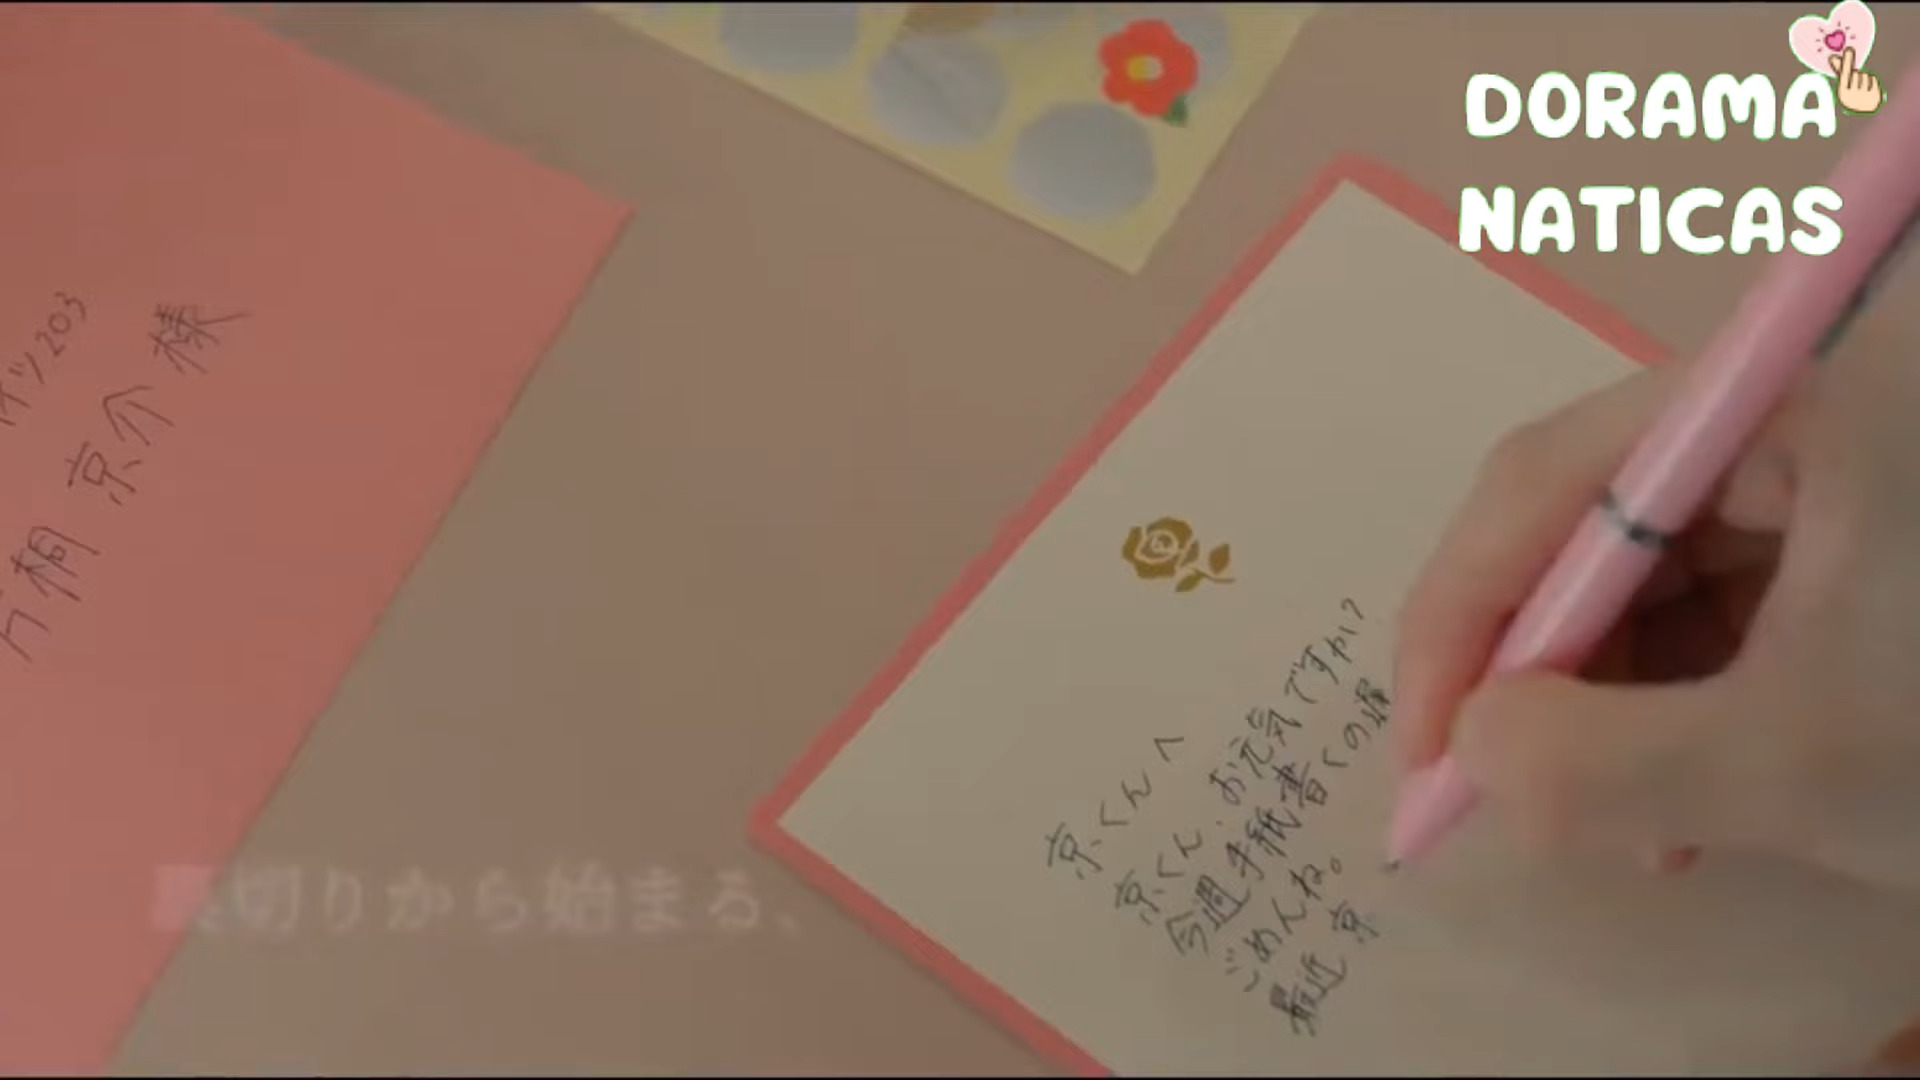 DORAMA
NATICAS
イツ203
片桐 京介 様
京くんへ
京くん、お元気ですか?
今週手紙書くの遅
ごめんね。
最近 京
裏切りから始まる、